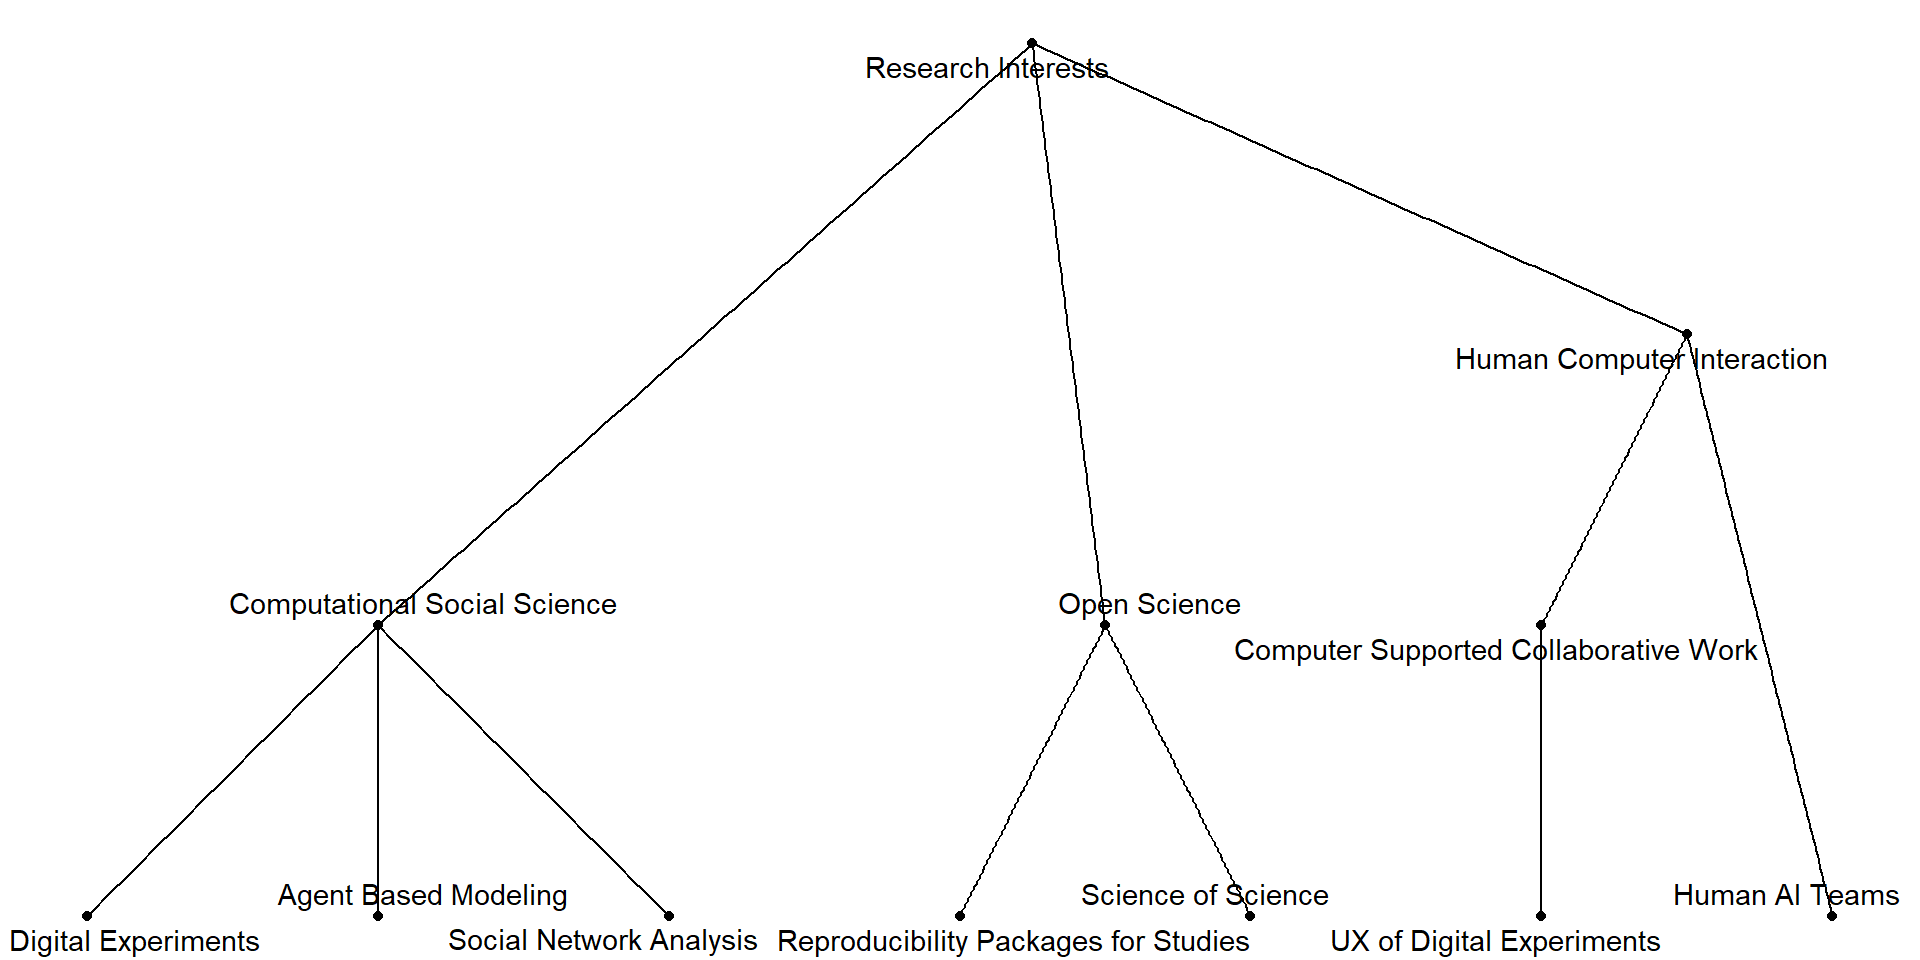 Research Interests
Human Computer Interaction
Computational Social Science
Open Science
Computer Supported Collaborative Work
Agent Based Modeling
Science of Science
Human AI Teams
Digital Experiments
Social Network Analysis
Reproducibility Packages for Studies
UX of Digital Experiments